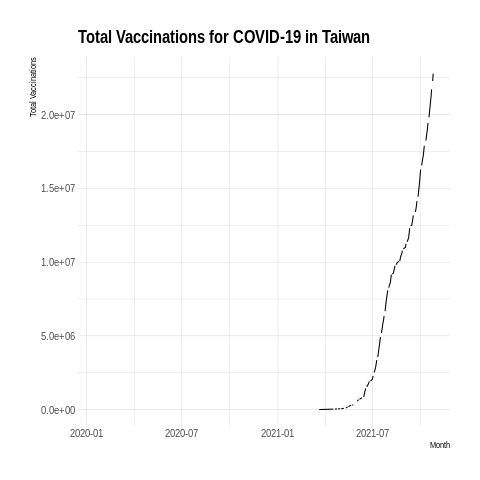 Total Vaccinations for COVID-19 in Taiwan
Total Vaccinations
2.0e+07
1.5e+07
1.0e+07
5.0e+06
0.0e+00
2020-01 2020-07 2021-01 2021-07
Month